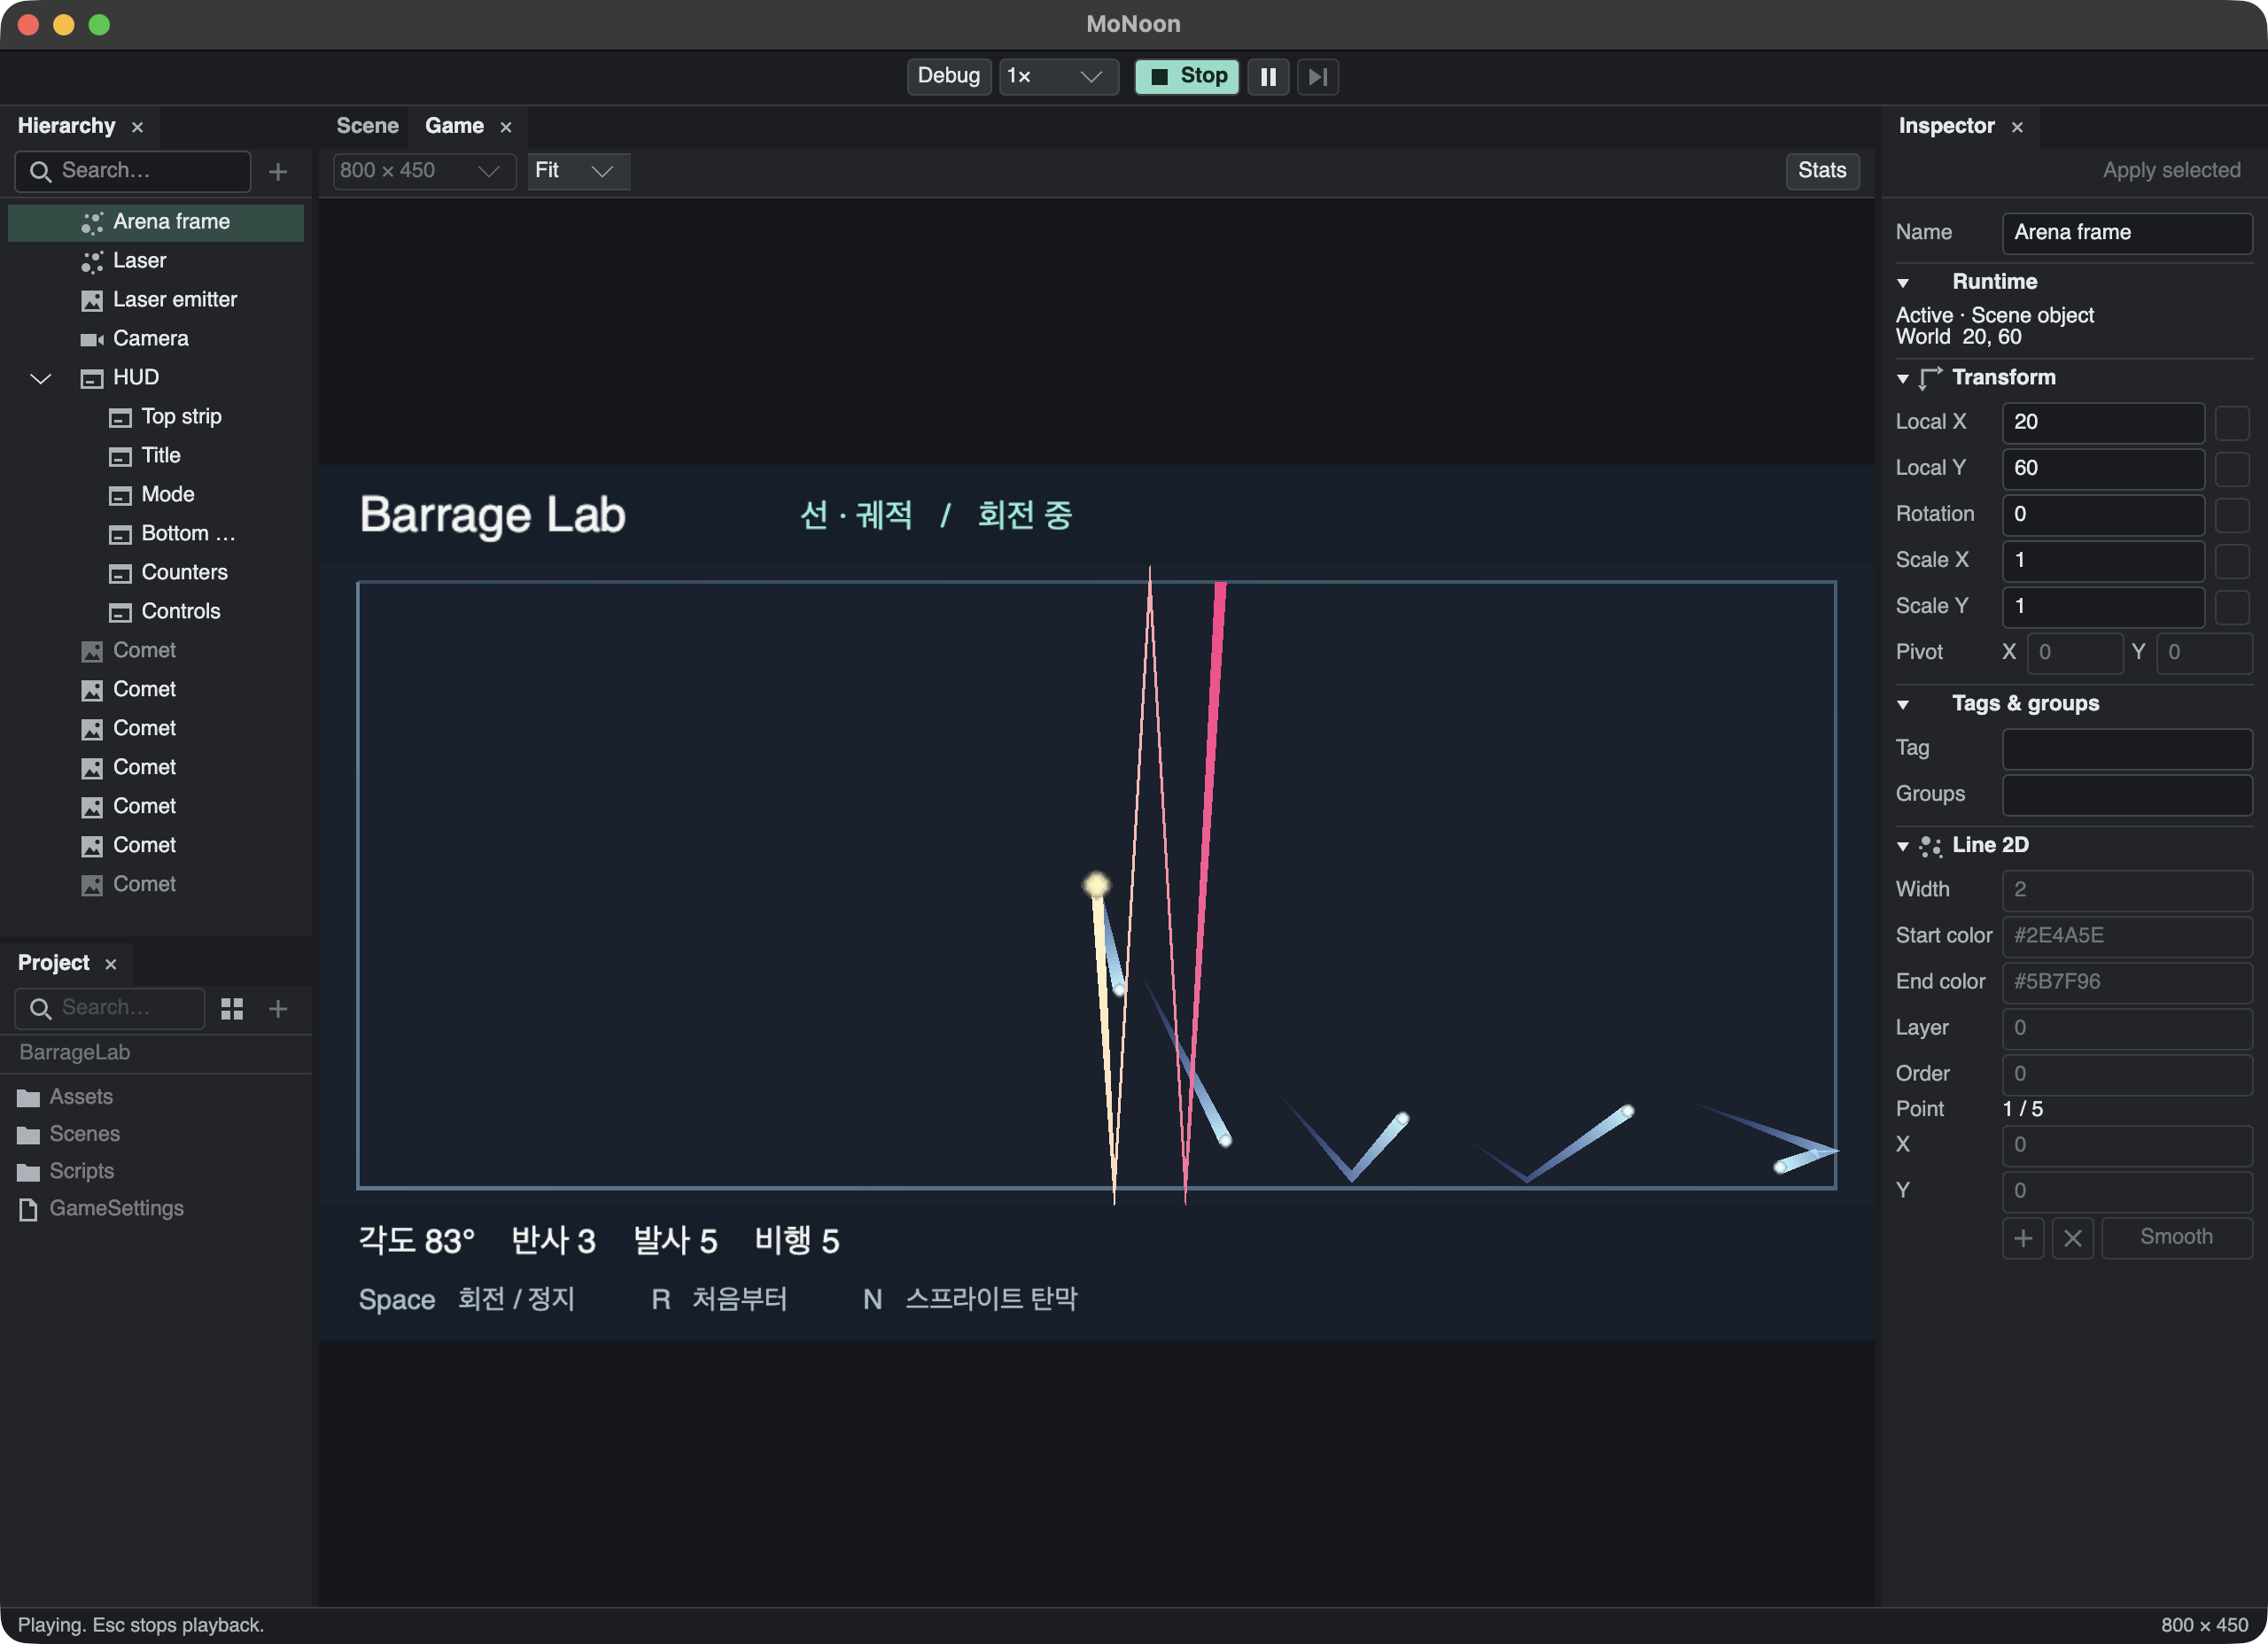 MoNoon
Debug 1× Stop
Hierarchy ×
Search...
Arena frame
Laser
Laser emitter
Camera
HUD
Top strip
Title
Mode
Bottom ...
Counters
Controls
Comet
Comet
Comet
Comet
Comet
Comet
Comet
Project ×
Search...
BarrageLab
Assets
Scenes
Scripts
GameSettings
Scene Game ×
800 × 450 Fit Stats
Barrage Lab 선 · 궤적 / 회전 중
각도 83° 반사 3 발사 5 비행 5
Space 회전 / 정지 R 처음부터 N 스프라이트 탄막
Inspector ×
Apply selected
Name Arena frame
Runtime
Active · Scene object
World 20, 60
Transform
Local X 20
Local Y 60
Rotation 0
Scale X 1
Scale Y 1
Pivot X 0 Y 0
Tags & groups
Tag
Groups
Line 2D
Width 2
Start color #2E4A5E
End color #5B7F96
Layer 0
Order 0
Point 1 / 5
X 0
Y 0
Smooth
Playing. Esc stops playback. 800 × 450